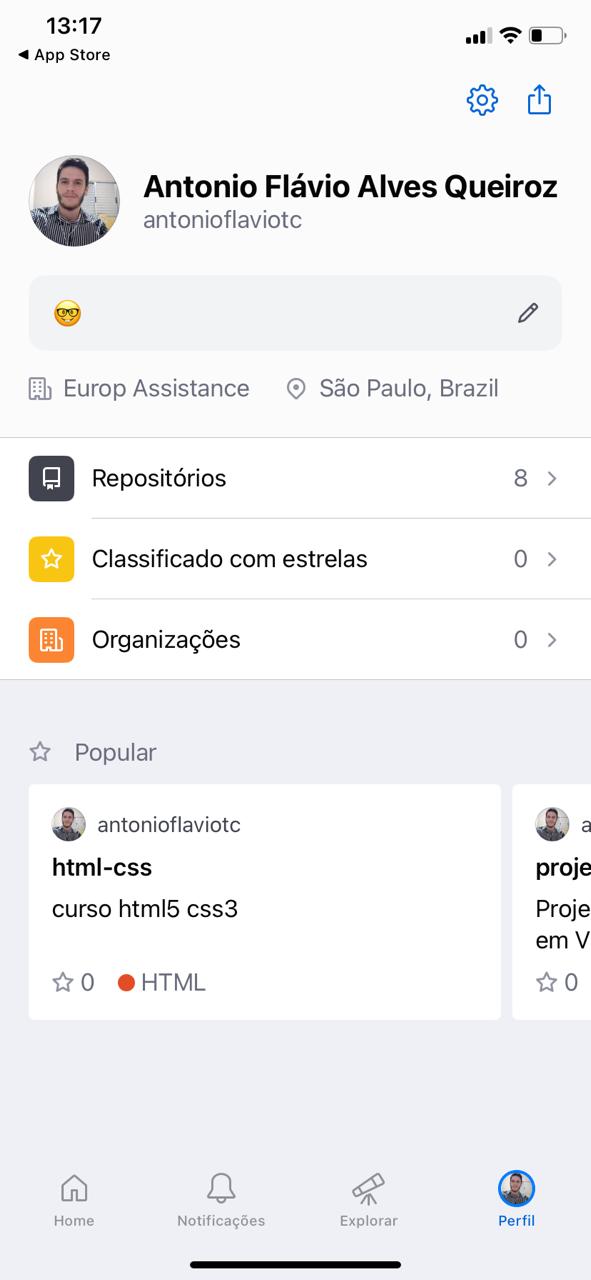 13:17
◀ App Store
Antonio Flávio Alves Queiroz
antonioflaviotc
Europ Assistance São Paulo, Brazil
Repositórios 8
Classificado com estrelas 0
Organizações 0
Popular
antonioflaviotc a
html-css proje
curso html5 css3 Proje
em V
0 HTML 0
Home Notificações Explorar Perfil